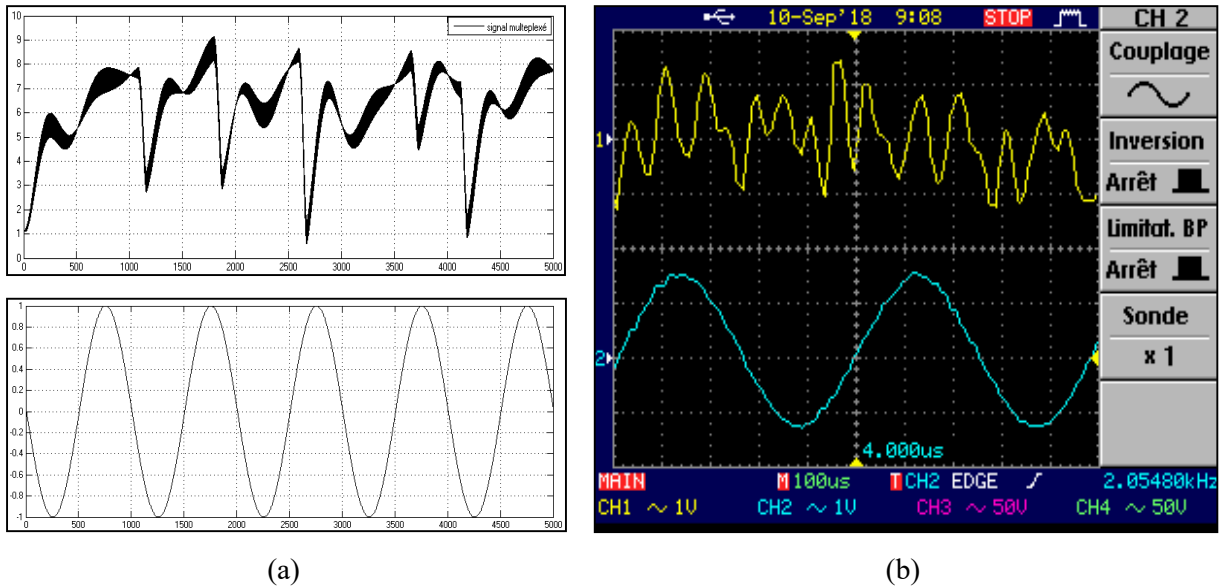 10
9
8
7
6
5
4
3
2
1
0
signal multeplexé
0 500 1000 1500 2000 2500 3000 3500 4000 4500 5000
1
0.8
0.6
0.4
0.2
0
-0.2
-0.4
-0.6
-0.8
-1
0 500 1000 1500 2000 2500 3000 3500 4000 4500 5000
(a)
10-Sep'18 9:08 STOP
CH 2
Couplage
Inversion
Arrêt
Limitat. BP
Arrêt
Sonde
x 1
1
2
4.000us
MAIN M 100us T CH2 EDGE 2.05480kHz
CH1 ~ 1V CH2 ~ 1V CH3 ~ 50V CH4 ~ 50V
(b)